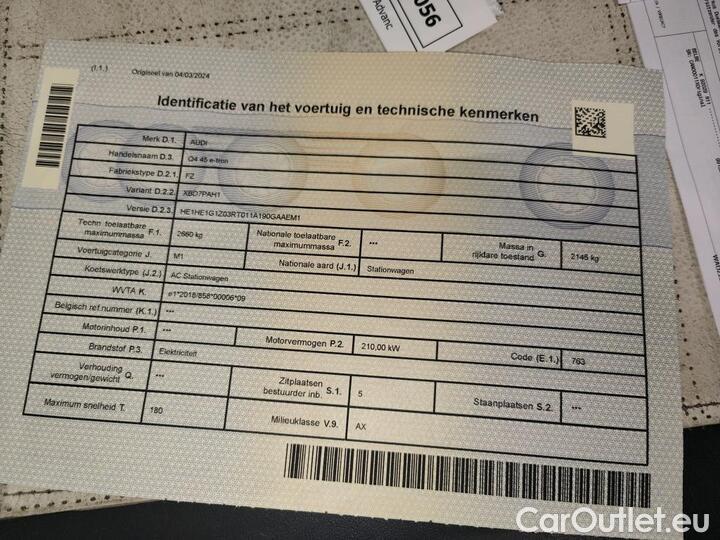 056
Advanc
(I.1.)
Origineel van 04/03/2024
Identificatie van het voertuig en technische kenmerken
Merk D.1. AUDI
Handelsnaam D.3. Q4 45 e-tron
Fabriekstype D.2.1. FZ
Variant D.2.2. XBD7PAH1
Versie D.2.3. HE1HE1G1Z03RT011A190GAAEM1
Techn. toelaatbare maximummassa F.1. 2660 kg Nationale toelaatbare maximummassa F.2. *** Massa in rijklare toestand G. 2145 kg
Voertuigcategorie J. M1 Nationale aard (J.1.) Stationwagen
Koetswerktype (J.2.) AC Stationwagen
WVTA K. e1*2018/858*00006*09
Belgisch ref.nummer (K.1.) ***
Motorinhoud P.1. *** Motorvermogen P.2. 210,00 kW Code (E.1.) 763
Brandstof P.3. Elektriciteit
Verhouding vermogen/gewicht Q. *** Zitplaatsen bestuurder inb. S.1. 5 Staanplaatsen S.2. ***
Maximum snelheid T. 180 Milieuklasse V.9. AX
CarOutlet.eu